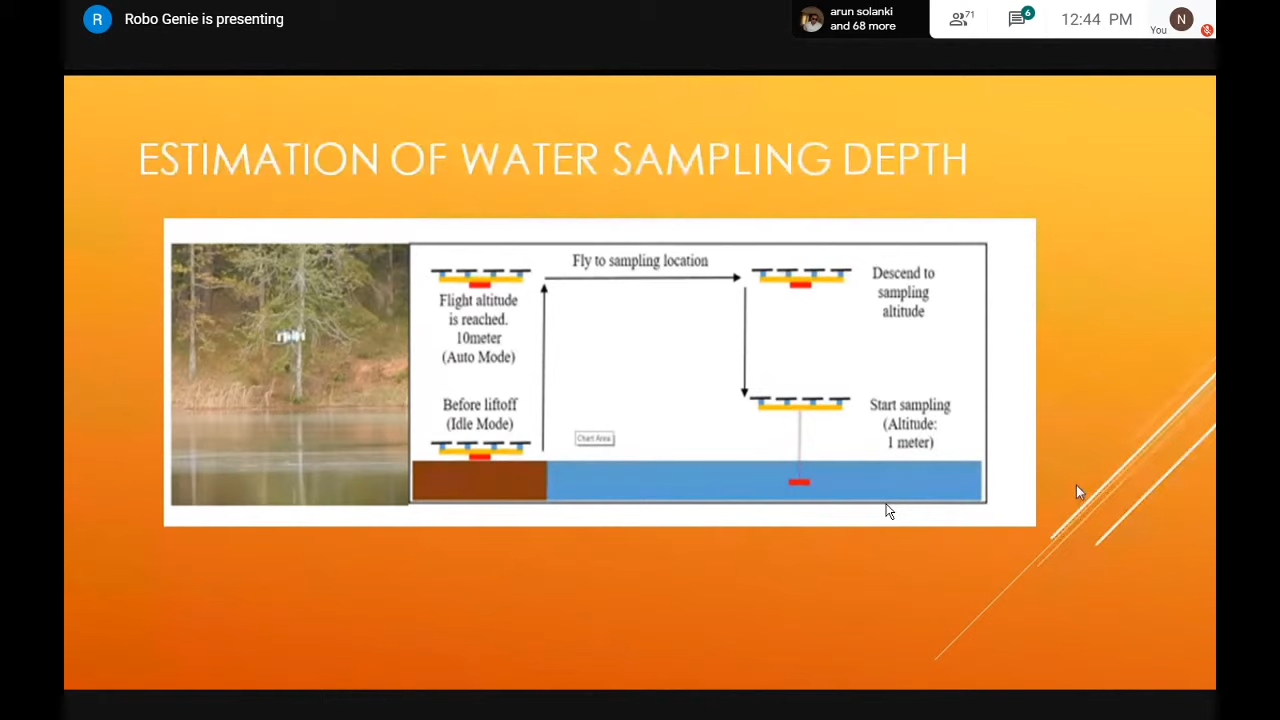 R Robo Genie is presenting
arun solanki
and 68 more
71
6
12:44 PM
You
N
ESTIMATION OF WATER SAMPLING DEPTH
Fly to sampling location
Flight altitude
is reached.
10meter
(Auto Mode)
Descend to
sampling
altitude
Before liftoff
(Idle Mode)
Start sampling
(Altitude:
1 meter)
Chart Area